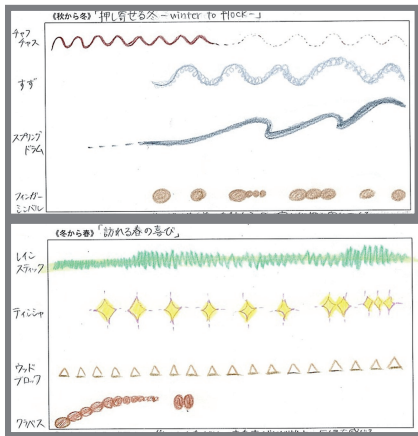 《秋から冬》「押し寄せる冬-winter to flock-」
チャフ
チャス
すず
スプリング
ドラム
フィンガー
シンバル
《冬から春》「訪れる春の喜び」
レイン
スティック
ティンシャ
ウッド
ブロック
クラベス